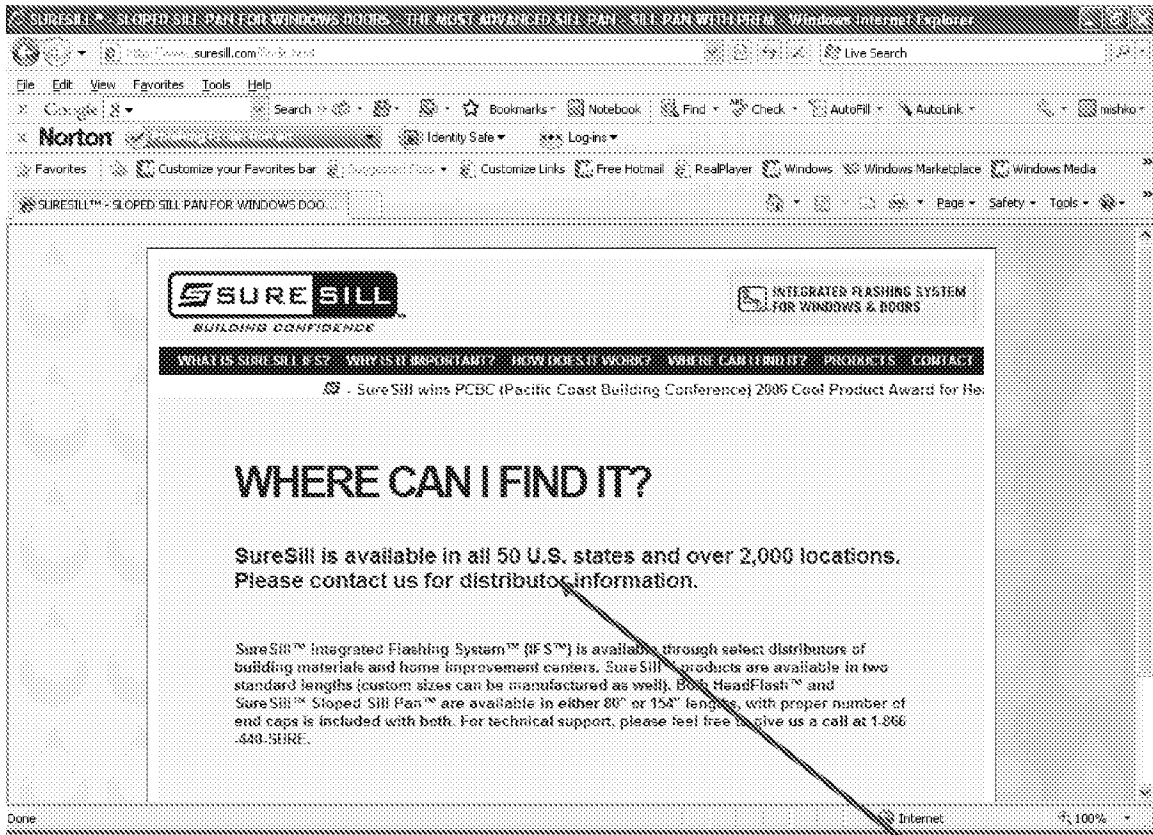 SURESILL™ - SLOPED SILL PAN FOR WINDOWS DOORS - THE MOST ADVANCED SILL PAN - SILL PAN WITH PREM - Windows Internet Explorer
suresill.com Live Search
File Edit View Favorites Tools Help
Google Search Bookmarks Notebook Find Check AutoFill AutoLink mishko
Norton Identity Safe Log-ins
Favorites Customize your Favorites bar Suggested Sites Customize Links Free Hotmail RealPlayer Windows Windows Marketplace Windows Media
SURESILL™ - SLOPED SILL PAN FOR WINDOWS DOO... Page Safety Tools
SURE SILL
BUILDING CONFIDENCE
INTEGRATED FLASHING SYSTEM
FOR WINDOWS & DOORS
WHAT IS SURESILL IFS? WHY IS IT IMPORTANT? HOW DOES IT WORK? WHERE CAN I FIND IT? PRODUCTS CONTACT
- SureSill wins PCBC (Pacific Coast Building Conference) 2006 Cool Product Award for He
WHERE CAN I FIND IT?
SureSill is available in all 50 U.S. states and over 2,000 locations.
Please contact us for distributor information.
SureSill™ Integrated Flashing System™ (IFS™) is available through select distributors of
building materials and home improvement centers. SureSill™ products are available in two
standard lengths (custom sizes can be manufactured as well). Both HeadFlash™ and
SureSill™ Sloped Sill Pan™ are available in either 80" or 154" lengths, with proper number of
end caps is included with both. For technical support, please feel free to give us a call at 1-866
-440-SURE.
Done Internet 100%